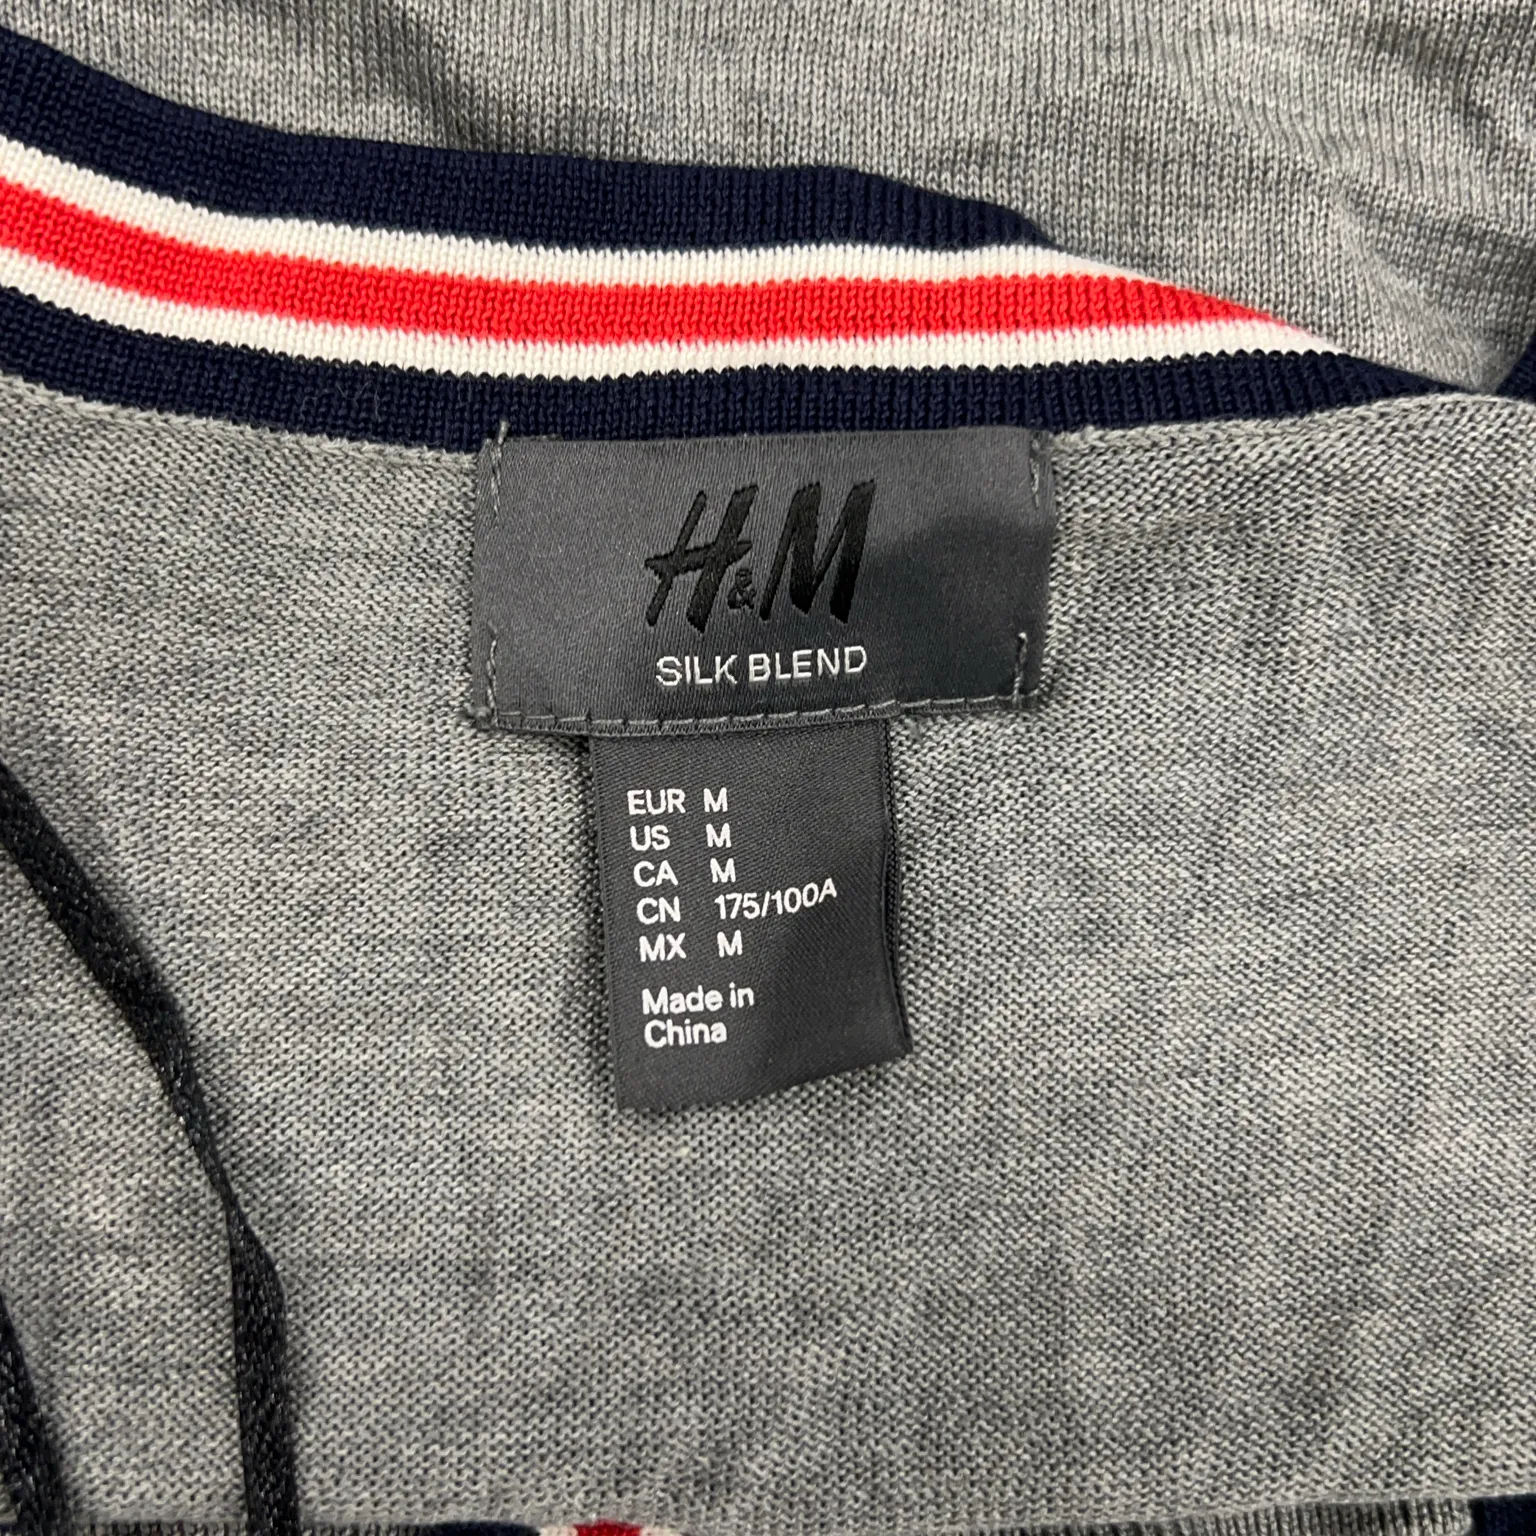 H&M
SILK BLEND
EUR M
US M
CA M
CN 175/100A
MX M
Made in
China